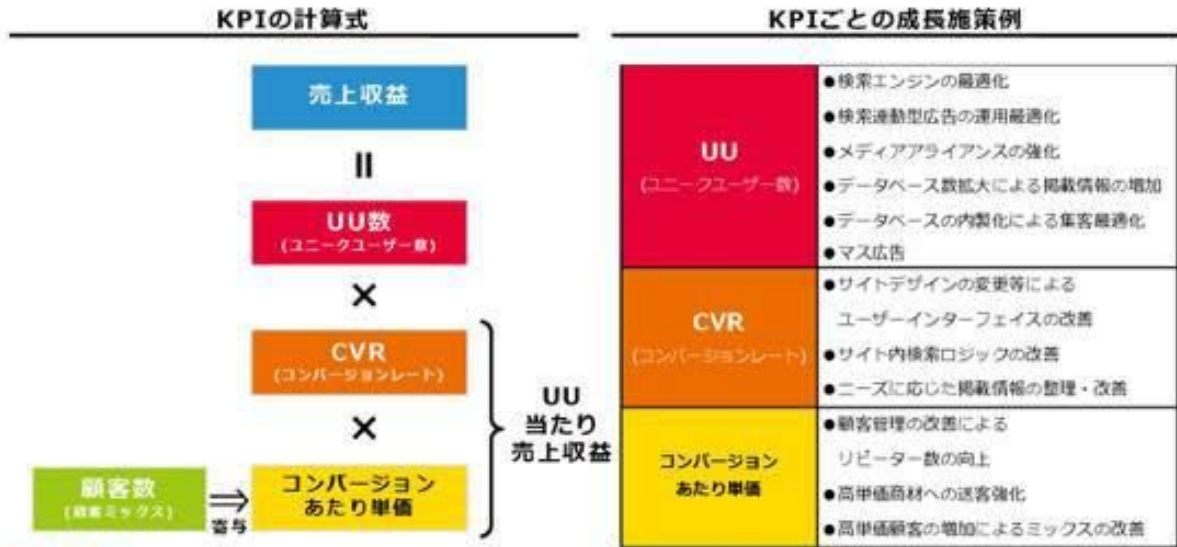 KPIの計算式
売上収益
=
UU数
(ユニークユーザー数)
×
CVR
(コンバージョンレート)
×
コンバージョン
あたり単価
顧客数
(顧客ミックス)
⇒
寄与
UU
当たり
売上収益
KPIごとの成長施策例
UU
(ユニークユーザー数)
●検索エンジンの最適化
●検索連動型広告の運用最適化
●メディアアライアンスの強化
●データベース数拡大による掲載情報の増加
●データベースの内製化による集客最適化
●マス広告
CVR
(コンバージョンレート)
●サイトデザインの変更等による
ユーザーインターフェイスの改善
●サイト内検索ロジックの改善
●ニーズに応じた掲載情報の整理・改善
コンバージョン
あたり単価
●顧客管理の改善による
リピーター数の向上
●高単価商材への送客強化
●高単価顧客の増加によるミックスの改善